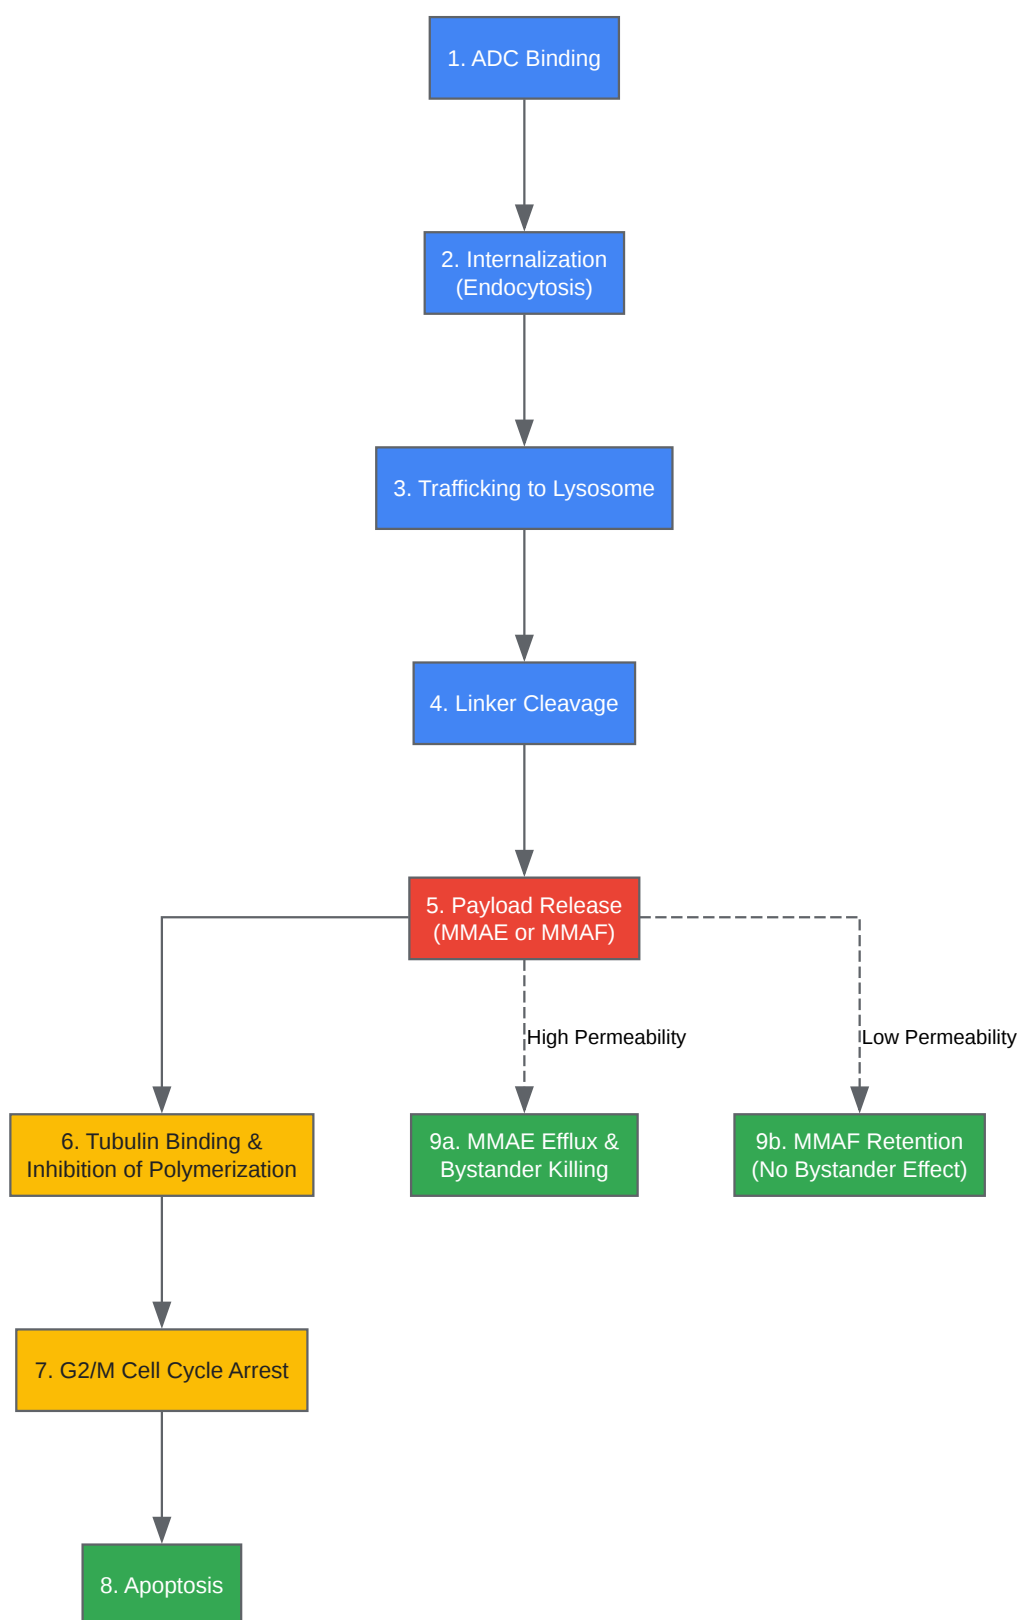 1. ADC Binding
2. Internalization
(Endocytosis)
3. Trafficking to Lysosome
4. Linker Cleavage
5. Payload Release
(MMAE or MMAF)
High Permeability
Low Permeability
6. Tubulin Binding &
Inhibition of Polymerization
9a. MMAE Efflux &
Bystander Killing
9b. MMAF Retention
(No Bystander Effect)
7. G2/M Cell Cycle Arrest
8. Apoptosis